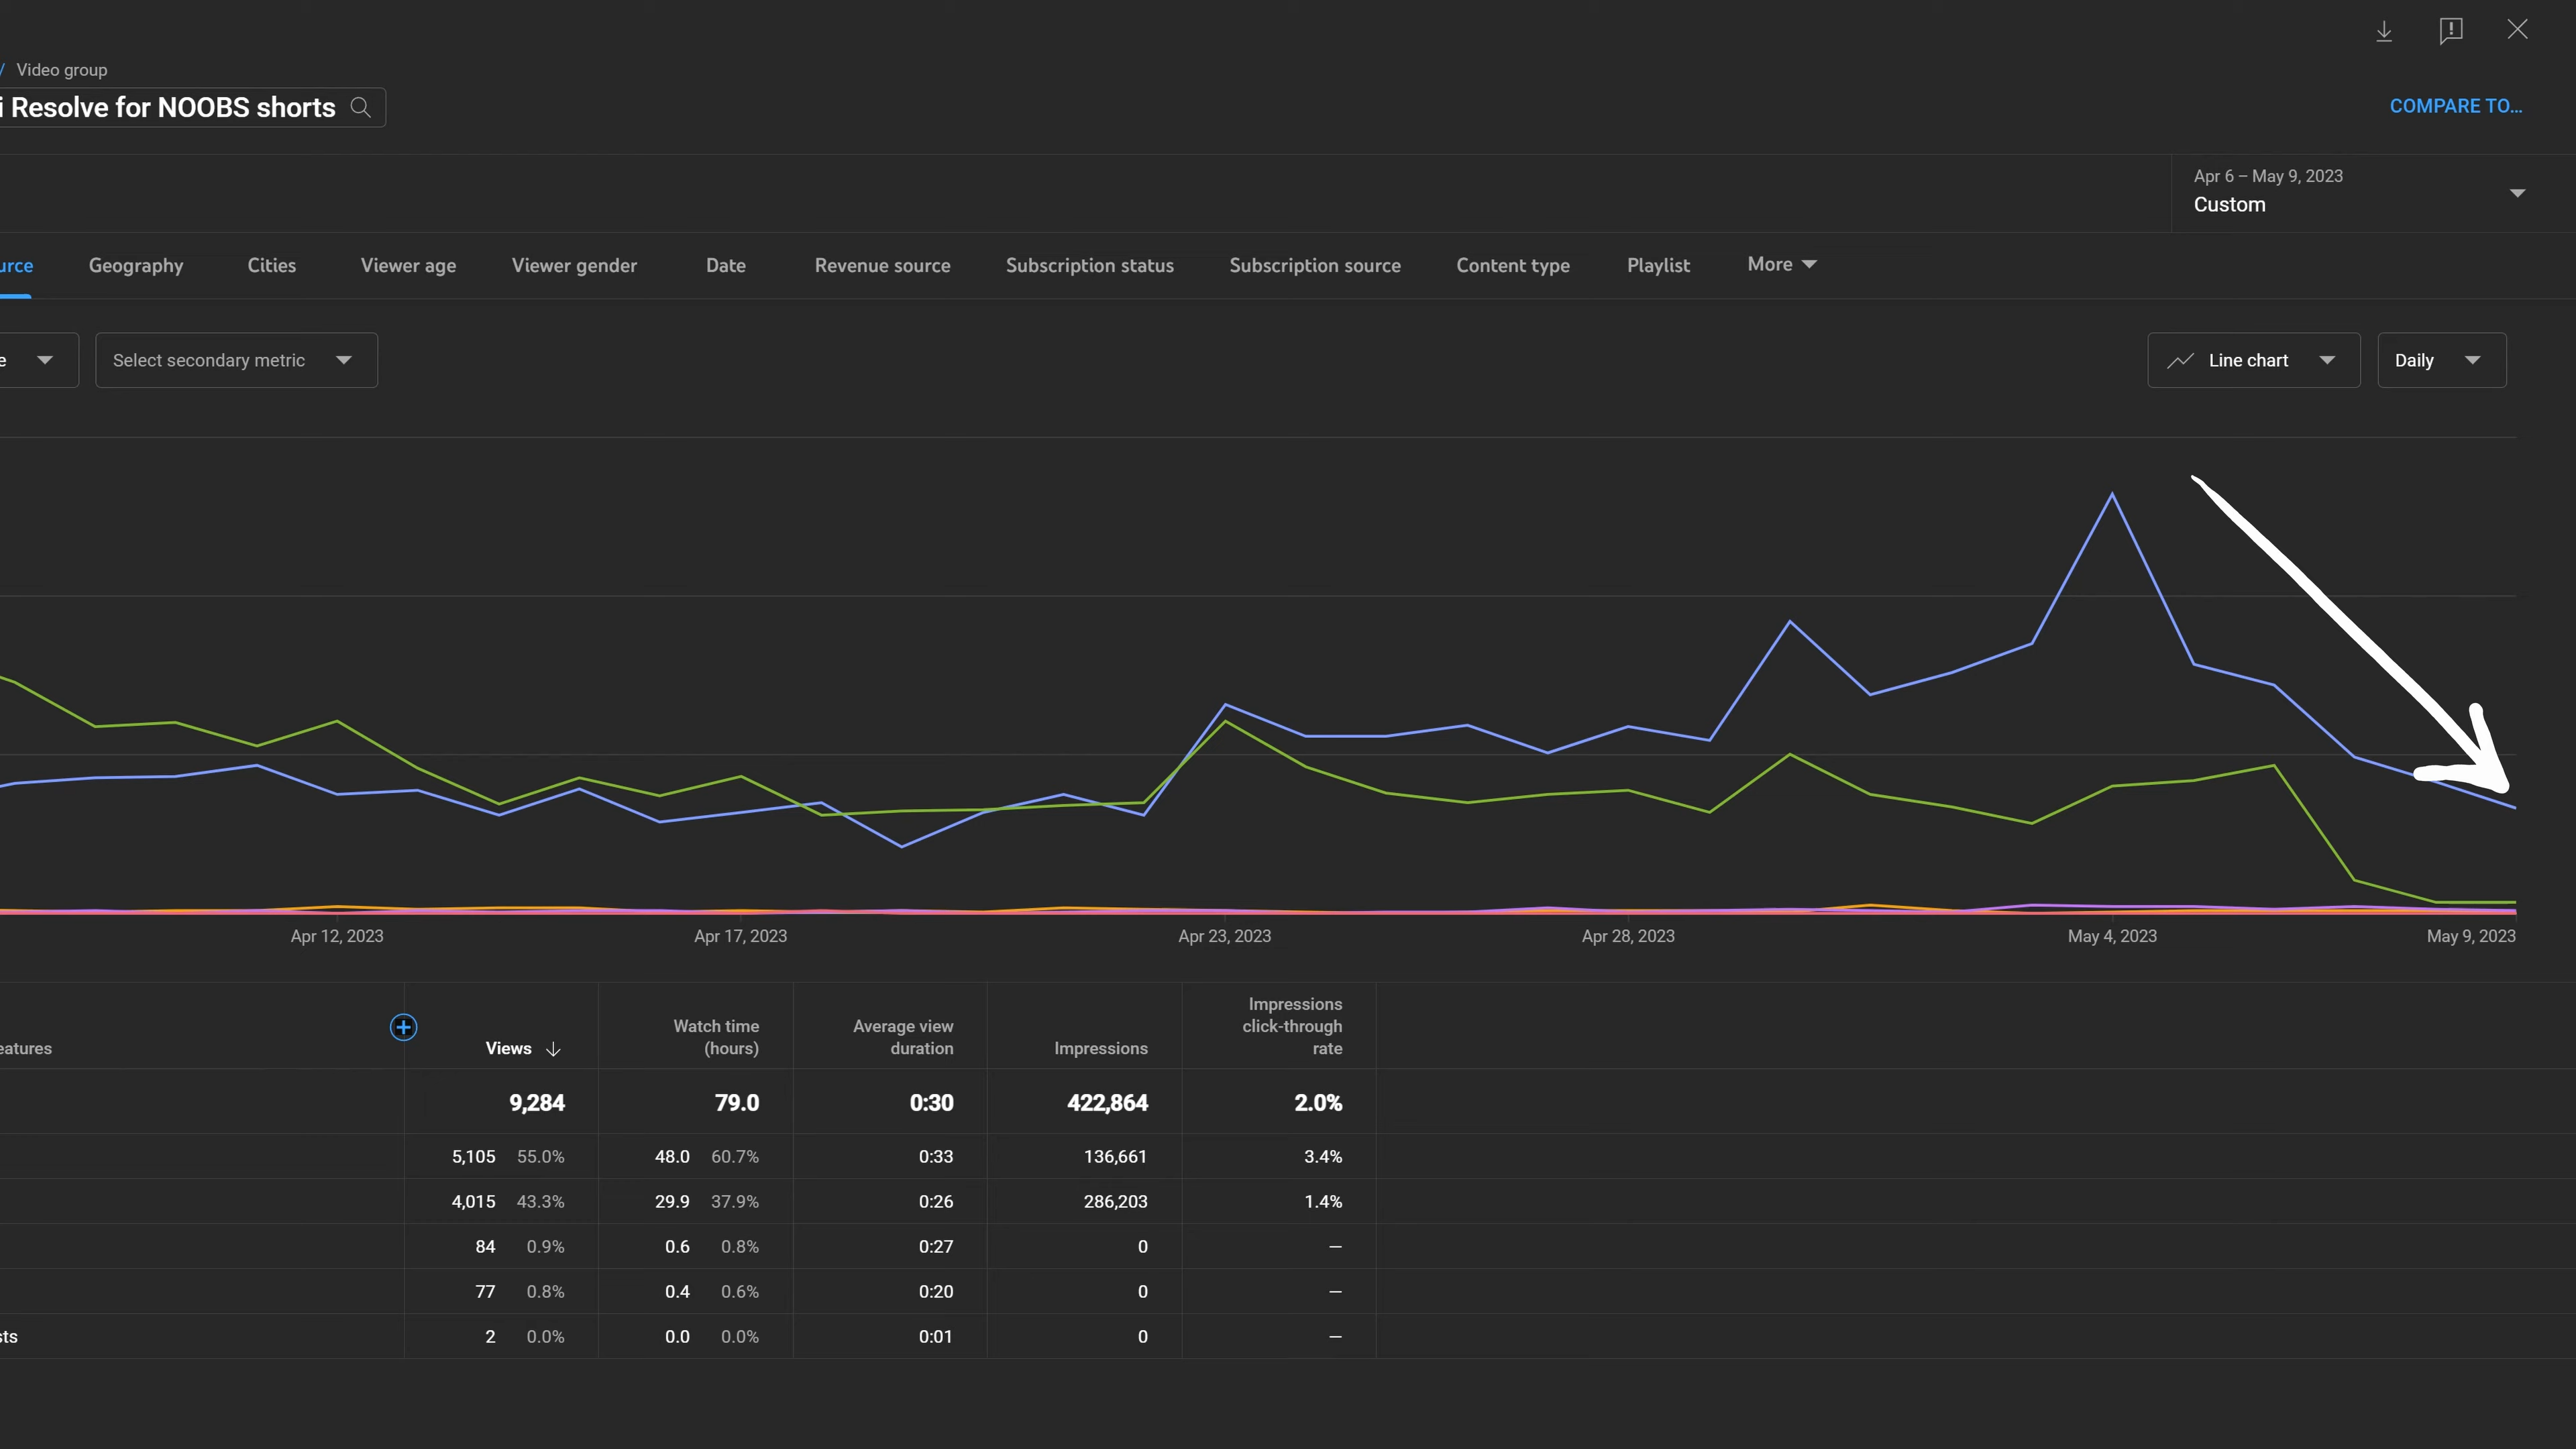 / Video group
i Resolve for NOOBS shorts
COMPARE TO...
Apr 6 – May 9, 2023
Custom
urce Geography Cities Viewer age Viewer gender Date Revenue source Subscription status Subscription source Content type Playlist More
e Select secondary metric Line chart Daily
Apr 12, 2023 Apr 17, 2023 Apr 23, 2023 Apr 28, 2023 May 4, 2023 May 9, 2023
eatures Views Watch time (hours) Average view duration Impressions Impressions click-through rate
9,284 79.0 0:30 422,864 2.0%
5,105 55.0% 48.0 60.7% 0:33 136,661 3.4%
4,015 43.3% 29.9 37.9% 0:26 286,203 1.4%
84 0.9% 0.6 0.8% 0:27 0 —
77 0.8% 0.4 0.6% 0:20 0 —
sts 2 0.0% 0.0 0.0% 0:01 0 —